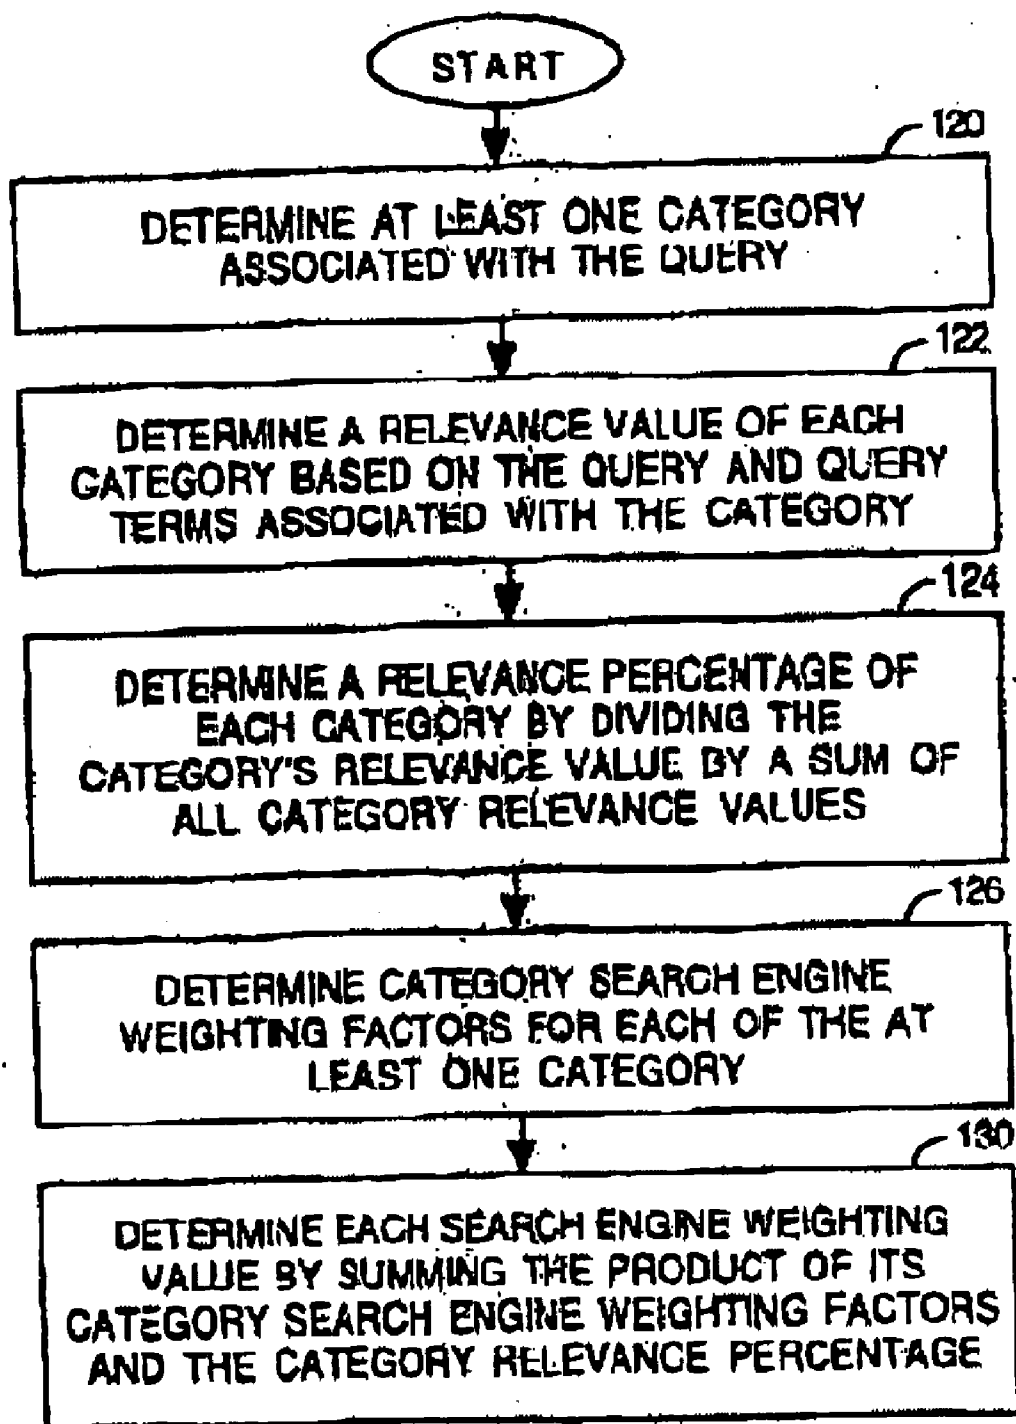 START
120
DETERMINE AT LEAST ONE CATEGORY
ASSOCIATED WITH THE QUERY
122
DETERMINE A RELEVANCE VALUE OF EACH
CATEGORY BASED ON THE QUERY AND QUERY
TERMS ASSOCIATED WITH THE CATEGORY
124
DETERMINE A RELEVANCE PERCENTAGE OF
EACH CATEGORY BY DIVIDING THE
CATEGORY'S RELEVANCE VALUE BY A SUM OF
ALL CATEGORY RELEVANCE VALUES
126
DETERMINE CATEGORY SEARCH ENGINE
WEIGHTING FACTORS FOR EACH OF THE AT
LEAST ONE CATEGORY
130
DETERMINE EACH SEARCH ENGINE WEIGHTING
VALUE BY SUMMING THE PRODUCT OF ITS
CATEGORY SEARCH ENGINE WEIGHTING FACTORS
AND THE CATEGORY RELEVANCE PERCENTAGE